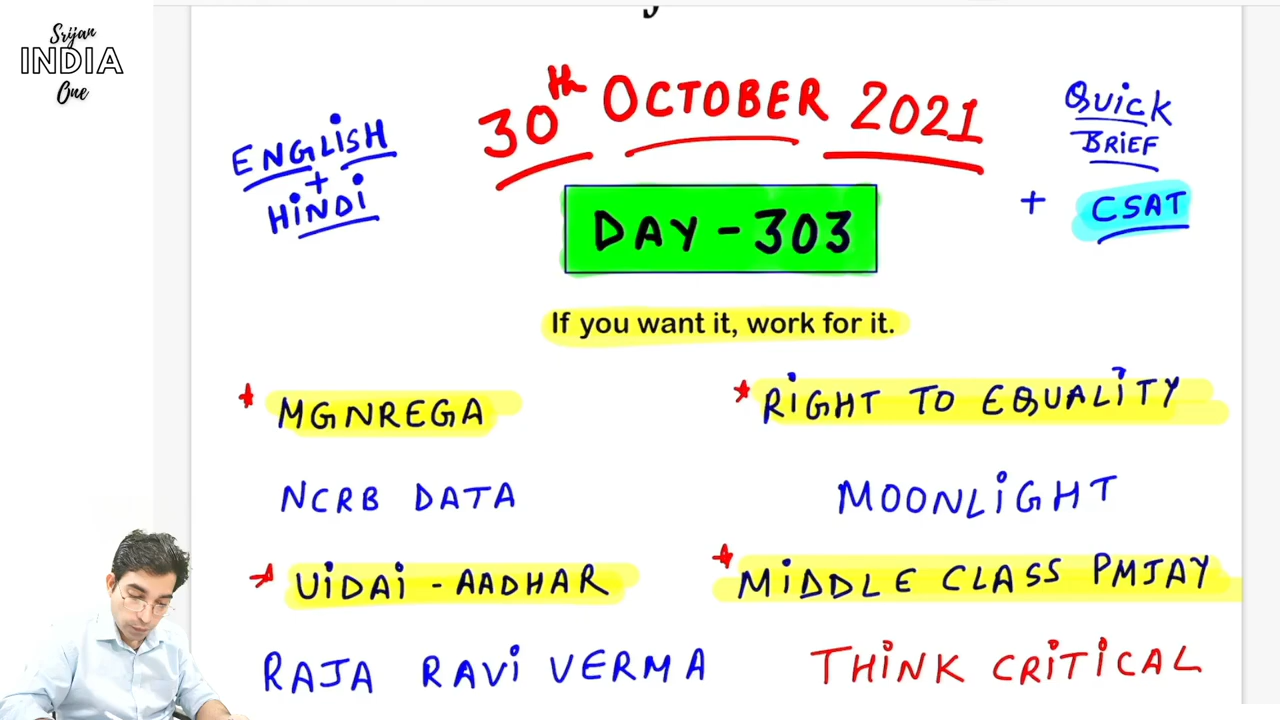 Srijan
INDIA
One
30th OCTOBER 2021
ENGLISH
+
HINDI
QUICK
BRIEF
+ CSAT
DAY - 303
If you want it, work for it.
* MGNREGA
* RIGHT TO EQUALITY
NCRB DATA
MOONLIGHT
* UIDAI - AADHAR
* MIDDLE CLASS PMJAY
RAJA RAVI VERMA
THINK CRITICAL